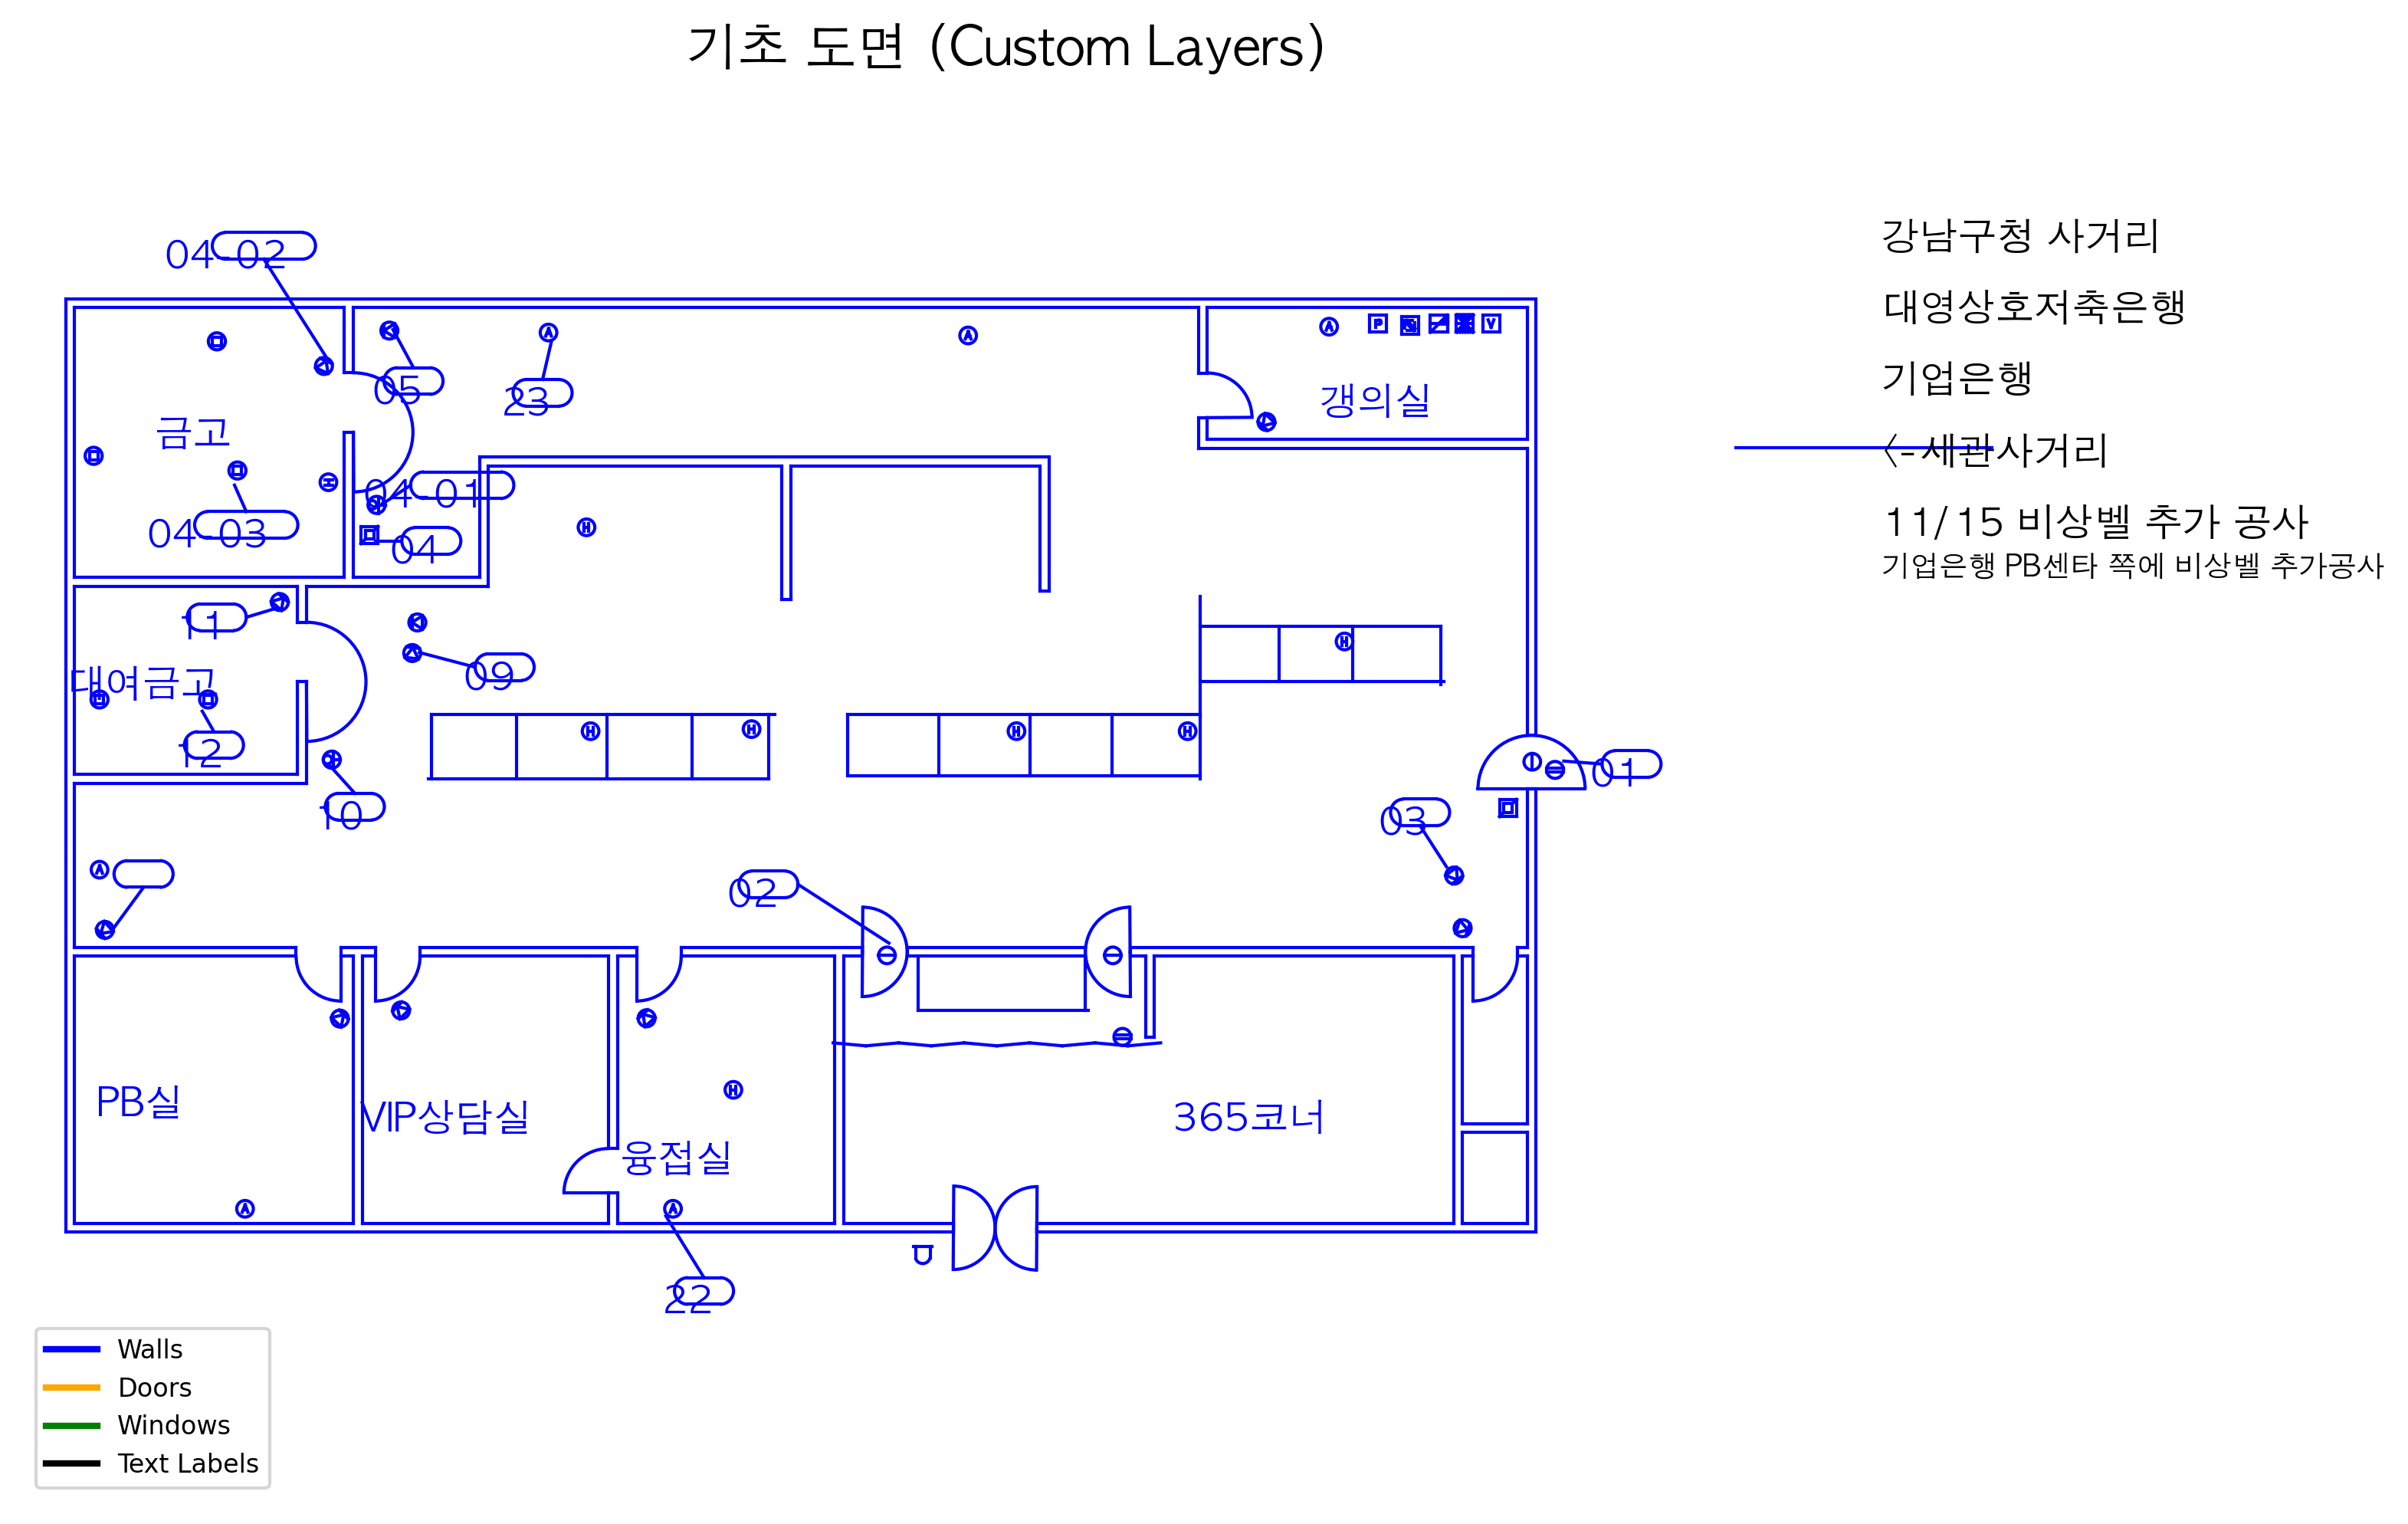 기초 도면 (Custom Layers)
강남구청 사거리
04-02
대영상호저축은행
A
A
A
P
V
05
23
기업은행
갱의실
금고
<-새관사거리
H
04-01
11/15 비상벨 추가 공사
04-03
H
04
기업은행 PB센타 쪽에 비상벨 추가공사
11
H
09
대여금고
H
H
H
H
12
01
10
03
A
02
H
PB실
VIP상담실
365코너
융접실
A
A
22
Walls
Doors
Windows
Text Labels